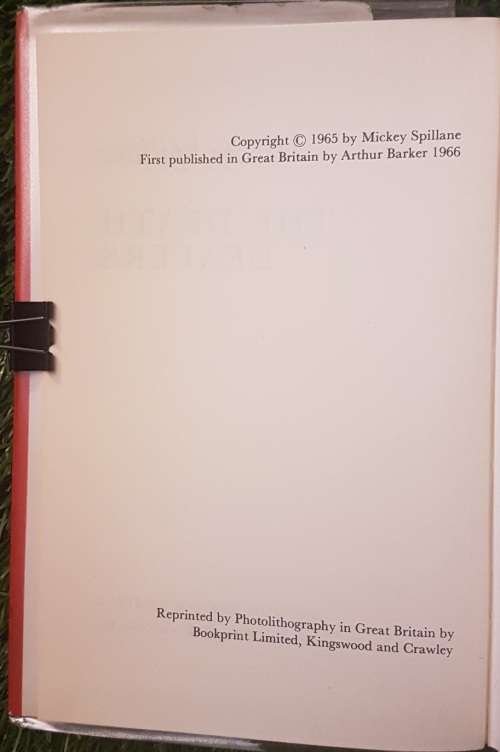 Copyright © 1965 by Mickey Spillane
First published in Great Britain by Arthur Barker 1966
Reprinted by Photolithography in Great Britain by
Bookprint Limited, Kingswood and Crawley